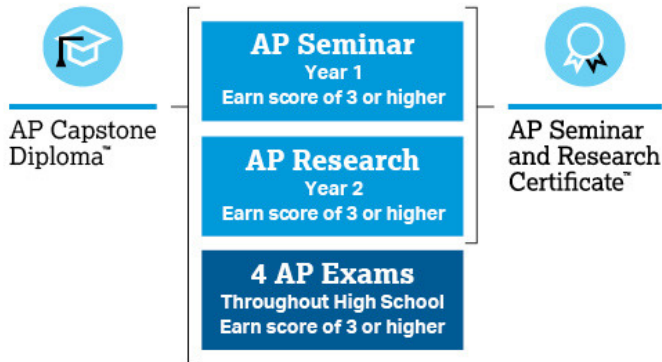 AP Capstone
Diploma™
AP Seminar
Year 1
Earn score of 3 or higher
AP Research
Year 2
Earn score of 3 or higher
4 AP Exams
Throughout High School
Earn score of 3 or higher
AP Seminar
and Research
Certificate™